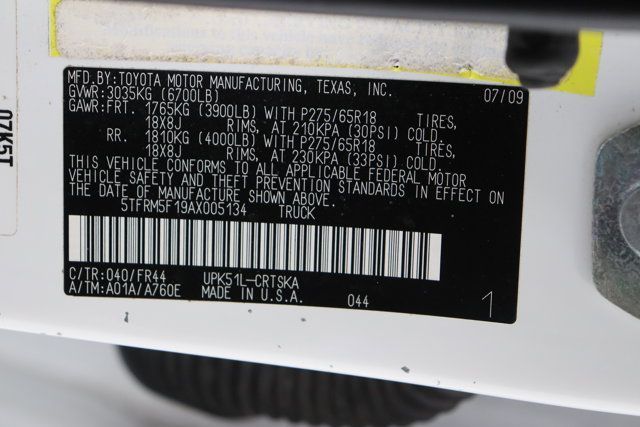 MFD.BY:TOYOTA MOTOR MANUFACTURING, TEXAS, INC. 07/09
GVWR:3035KG (6700LB)
GAWR:FRT. 1765KG (3900LB) WITH P275/65R18 TIRES,
18X8J RIMS, AT 210KPA (30PSI) COLD.
RR. 1810KG (4000LB) WITH P275/65R18 TIRES,
18X8J RIMS, AT 230KPA (33PSI) COLD.
THIS VEHICLE CONFORMS TO ALL APPLICABLE FEDERAL MOTOR
VEHICLE SAFETY AND THEFT PREVENTION STANDARDS IN EFFECT ON
THE DATE OF MANUFACTURE SHOWN ABOVE.
5TFRM5F19AX005134 TRUCK
C/TR:040/FR44 UPK51L-CRTSKA
A/TM:A01A/A760E MADE IN U.S.A. 044 1
07K5T